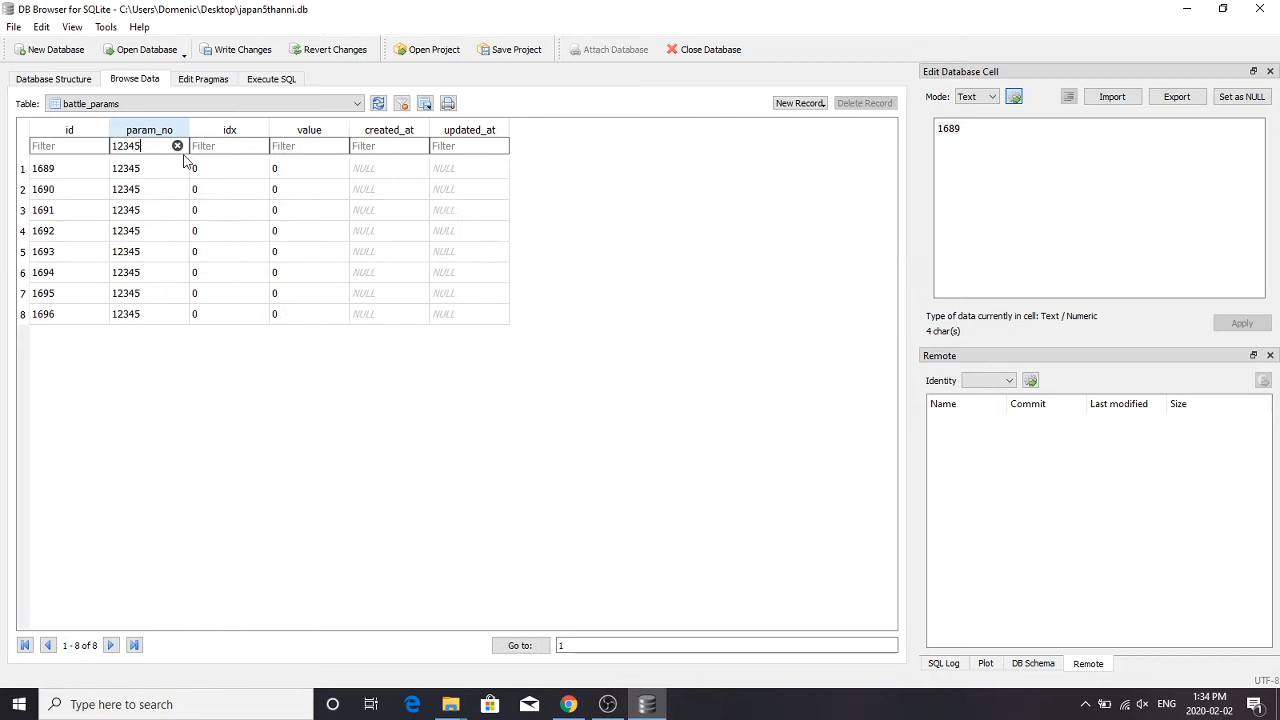 DB Browser for SQLite - C:\Users\Domenic\Desktop\japan5thanni.db
File Edit View Tools Help
New Database Open Database Write Changes Revert Changes Open Project Save Project Attach Database Close Database
Database Structure Browse Data Edit Pragmas Execute SQL
Table: battle_params New Record Delete Record
id param_no idx value created_at updated_at
Filter 12345 Filter Filter Filter Filter
1 1689 12345 0 0 NULL NULL
2 1690 12345 0 0 NULL NULL
3 1691 12345 0 0 NULL NULL
4 1692 12345 0 0 NULL NULL
5 1693 12345 0 0 NULL NULL
6 1694 12345 0 0 NULL NULL
7 1695 12345 0 0 NULL NULL
8 1696 12345 0 0 NULL NULL
1 - 8 of 8 Go to: 1
Edit Database Cell
Mode: Text Import Export Set as NULL
1689
Type of data currently in cell: Text / Numeric
4 char(s)
Apply
Remote
Identity
Name Commit Last modified Size
SQL Log Plot DB Schema Remote
UTF-8
Type here to search
ENG
1:34 PM
2020-02-02
1